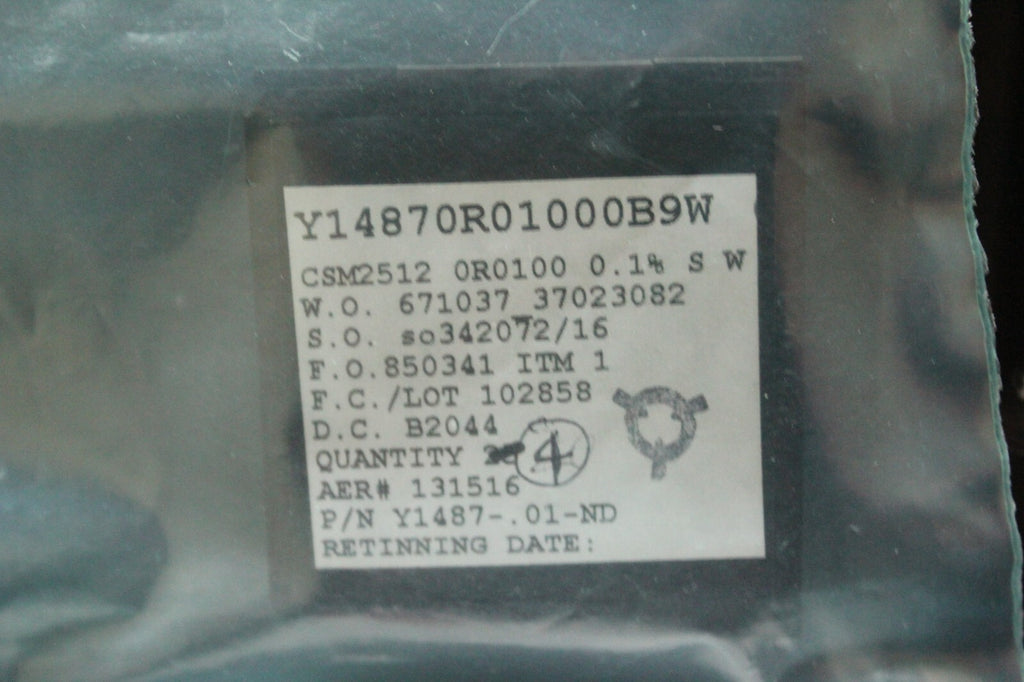 Y14870R01000B9W
CSM2512 0R0100 0.1% S W
W.O. 671037 37023082
S.O. so342072/16
F.O.850341 ITM 1
F.C./LOT 102858
D.C. B2044
QUANTITY 4
AER# 131516
P/N Y1487-.01-ND
RETINNING DATE: